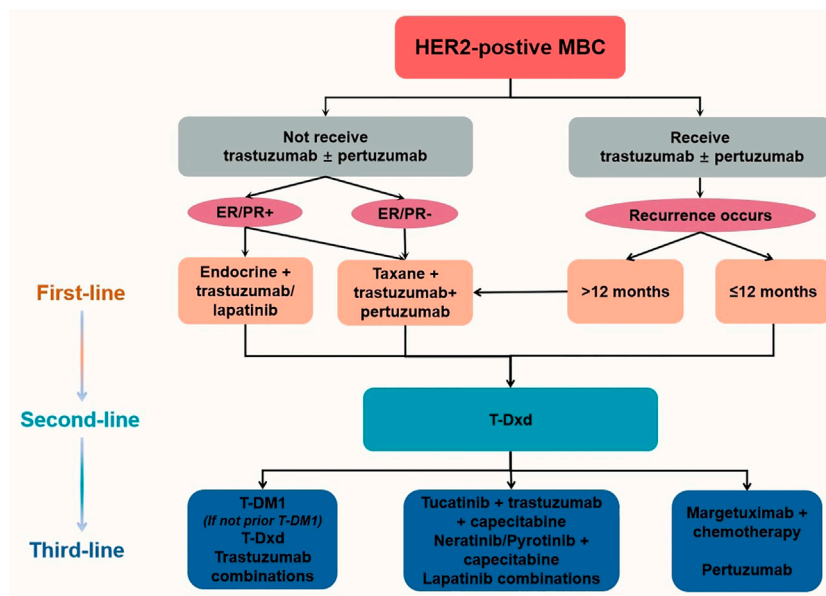 HER2-postive MBC
Not receive
trastuzumab ± pertuzumab
Receive
trastuzumab ± pertuzumab
ER/PR+
ER/PR-
Recurrence occurs
First-line
Endocrine +
trastuzumab/
lapatinib
Taxane +
trastuzumab+
pertuzumab
>12 months
≤12 months
Second-line
T-Dxd
Third-line
T-DM1
(If not prior T-DM1)
T-Dxd
Trastuzumab
combinations
Tucatinib + trastuzumab
+ capecitabine
Neratinib/Pyrotinib +
capecitabine
Lapatinib combinations
Margetuximab +
chemotherapy
Pertuzumab